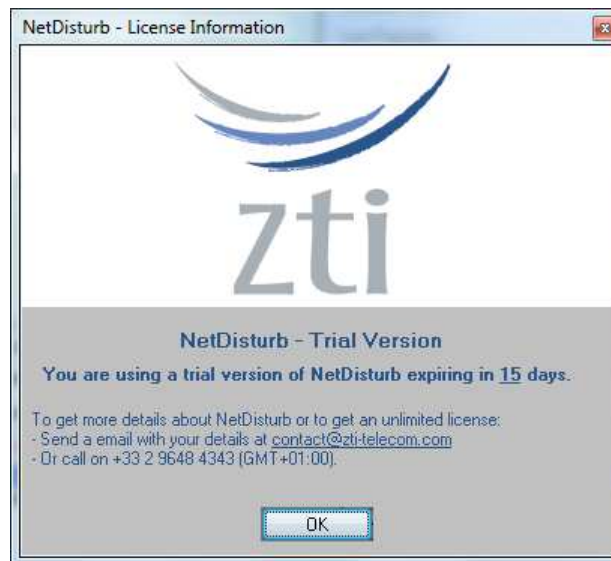 NetDisturb - License Information
x
zti
NetDisturb - Trial Version
You are using a trial version of NetDisturb expiring in 15 days.
To get more details about NetDisturb or to get an unlimited license:
- Send a email with your details at contact@zti-telecom.com
- Or call on +33 2 9648 4343 (GMT+01:00).
OK